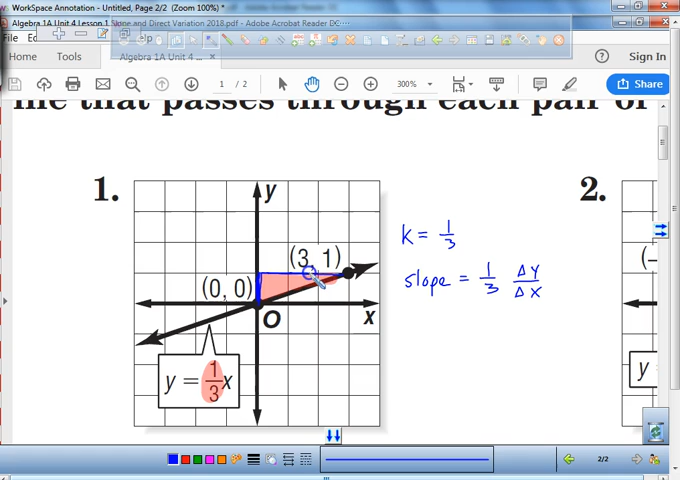 WorkSpace Annotation - Untitled, Page 2/2 (Zoom 100%) *
Algebra 1A Unit 4 Lesson 1 Slope and Direct Variation 2018.pdf - Adobe Acrobat Reader DC
File Edi
Home Tools Algebra 1A Unit 4 ... × Sign In
1 / 2 300% Share
me that passes through each pair of
1. 2.
y
(3, 1)
(0, 0)
O x
y = 1/3 x
k = 1/3
slope = 1/3 ΔY/ΔX
(-
y
2/2